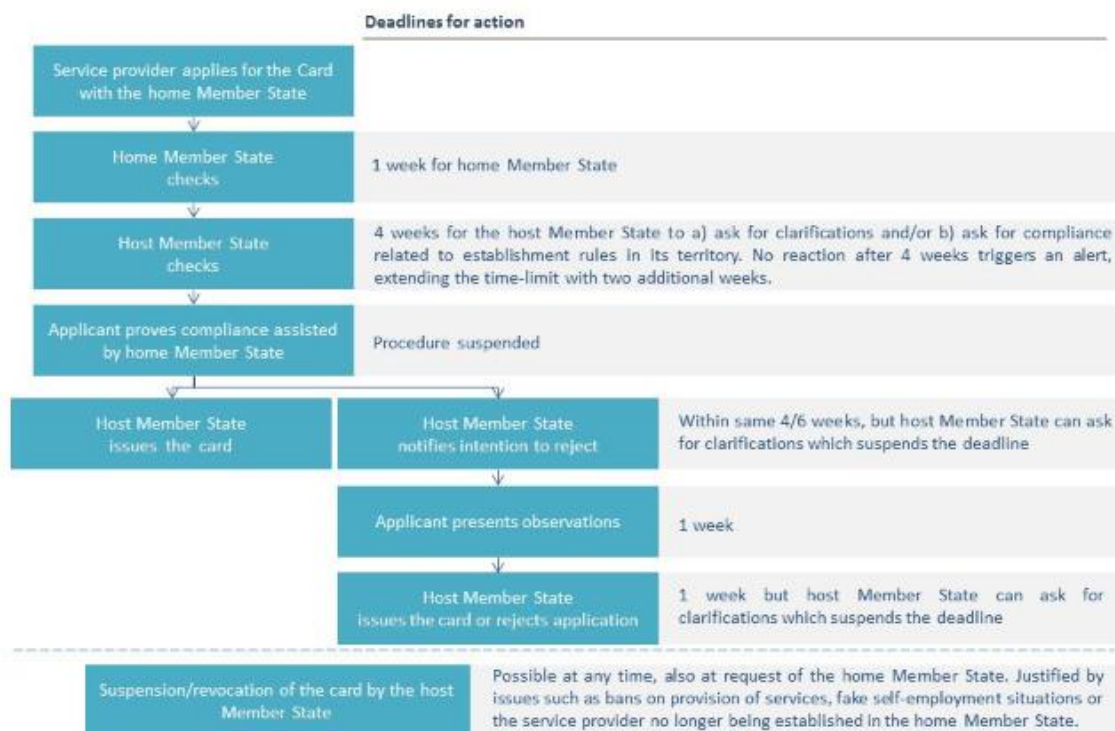 Deadlines for action
Service provider applies for the Card
with the home Member State
Home Member State
checks
1 week for home Member State
Host Member State
checks
4 weeks for the host Member State to a) ask for clarifications and/or b) ask for compliance
related to establishment rules in its territory. No reaction after 4 weeks triggers an alert,
extending the time-limit with two additional weeks.
Applicant proves compliance assisted
by home Member State
Procedure suspended
Host Member State
issues the card
Host Member State
notifies intention to reject
Within same 4/6 weeks, but host Member State can ask
for clarifications which suspends the deadline
Applicant presents observations
1 week
Host Member State
issues the card or rejects application
1 week but host Member State can ask for
clarifications which suspends the deadline
Suspension/revocation of the card by the host
Member State
Possible at any time, also at request of the home Member State. Justified by
issues such as bans on provision of services, fake self-employment situations or
the service provider no longer being established in the home Member State.